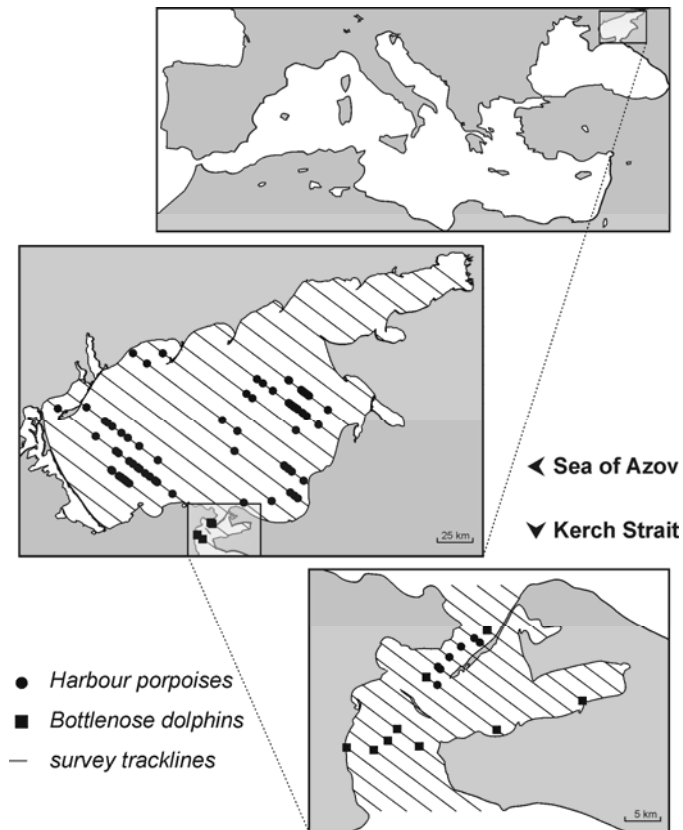 25 km
Sea of Azov
Kerch Strait
Harbour porpoises
Bottlenose dolphins
survey tracklines
5 km